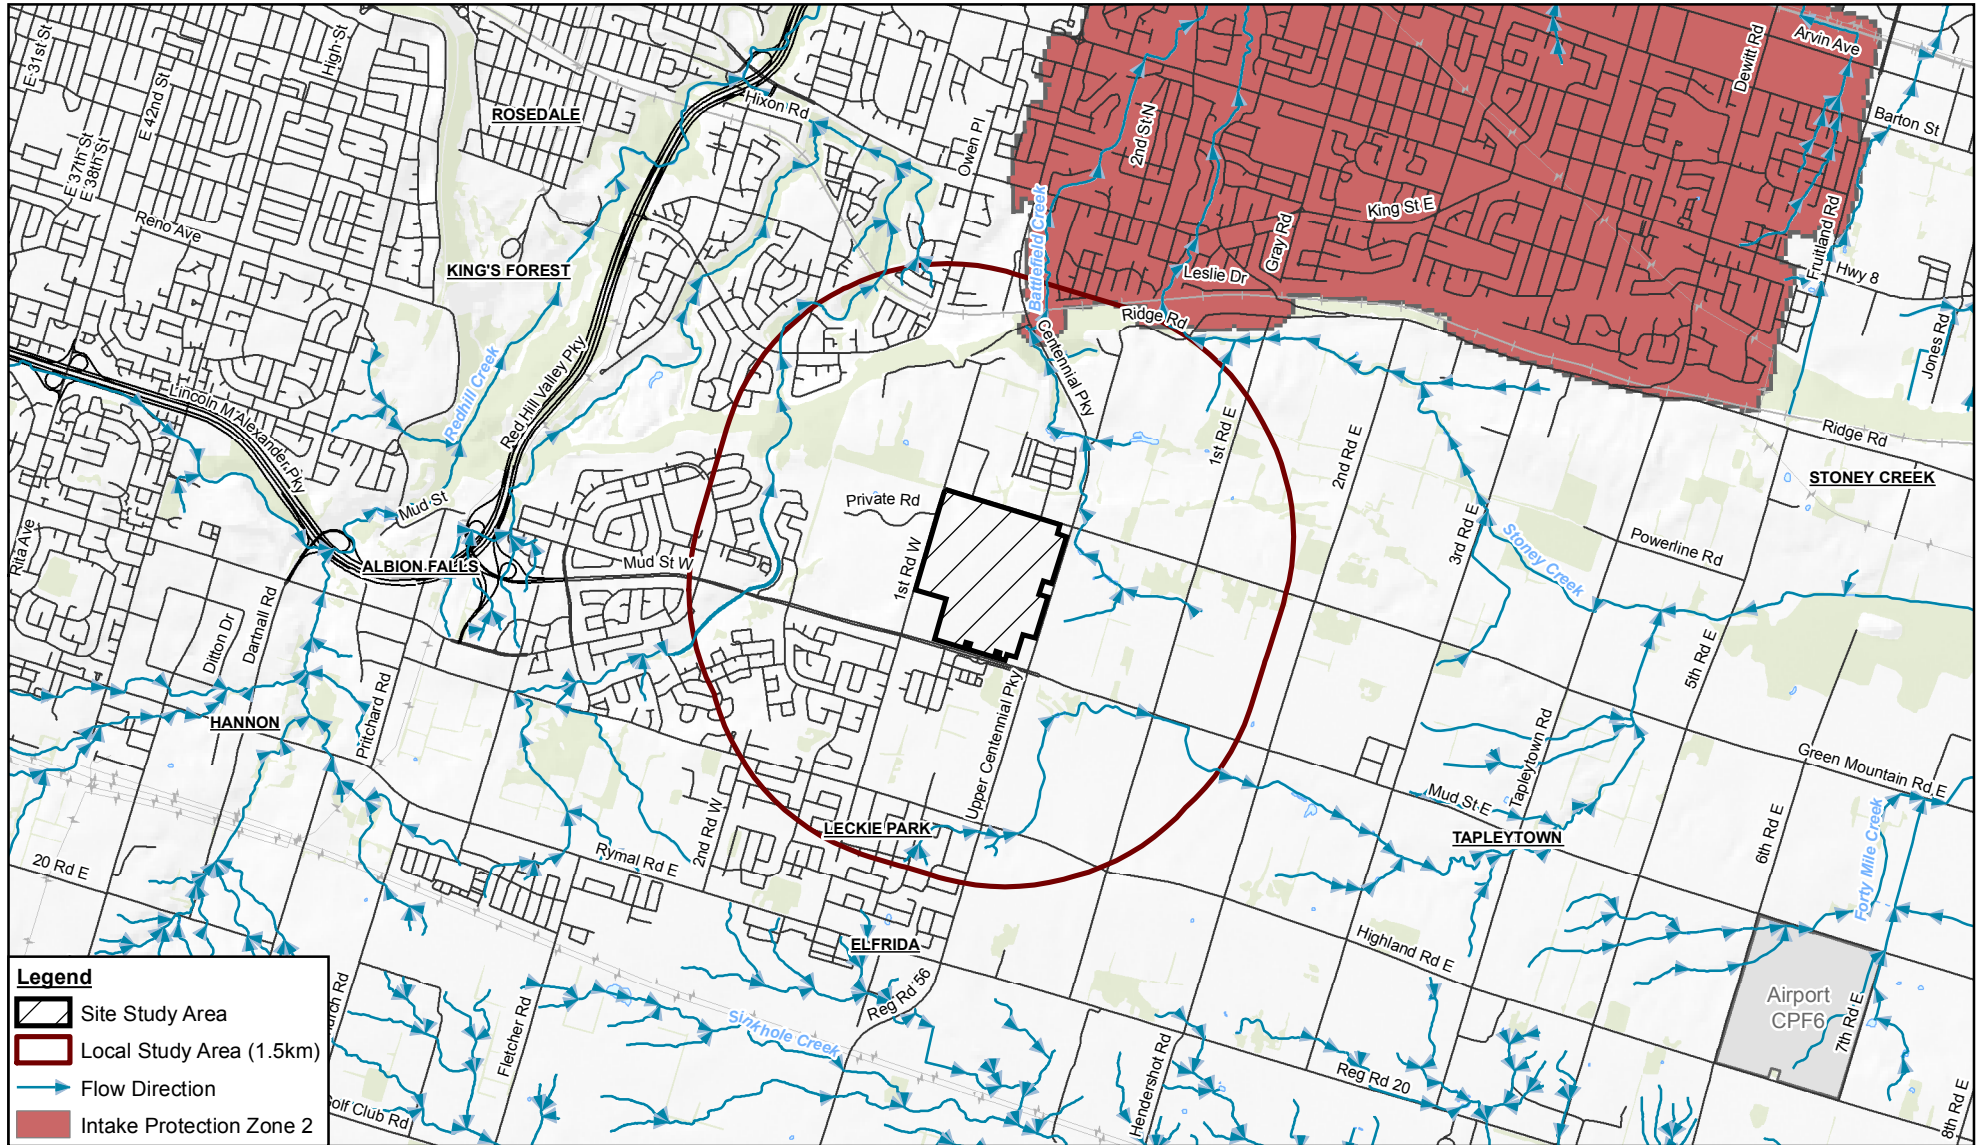 Arvin Ave
E 31st St
High St
Dewitt Rd
ROSEDALE
Hixon Rd
E 42nd St
Barton St
2nd St N
Owen Pl
E 37th St
E 38th St
King St E
Battlefield Creek
Reno Ave
Gray Rd
Fruitland Rd
KING'S FOREST
Leslie Dr
Hwy 8
Ridge Rd
Centennial Pky
Jones Rd
Redhill Creek
Red Hill Valley Pky
Lincoln M Alexander Pky
1st Rd E
2nd Rd E
Ridge Rd
STONEY CREEK
Mud St
Private Rd
3rd Rd E
Stoney Creek
Powerline Rd
Rita Ave
ALBION FALLS
Mud St W
1st Rd W
Ditton Dr
Dartnall Rd
5th Rd E
HANNON
Pritchard Rd
Upper Centennial Pky
Tapleytown Rd
Green Mountain Rd E
Mud St E
2nd Rd W
LECKIE PARK
TAPLEYTOWN
6th Rd E
Forty Mile Creek
20 Rd E
Rymal Rd E
ELFRIDA
Highland Rd E
Reg Rd 56
Airport
CPF6
7th Rd E
Fletcher Rd
Sinkhole Creek
Hendershot Rd
Reg Rd 20
8th Rd E
Golf Club Rd
Legend
Site Study Area
Local Study Area (1.5km)
Flow Direction
Intake Protection Zone 2